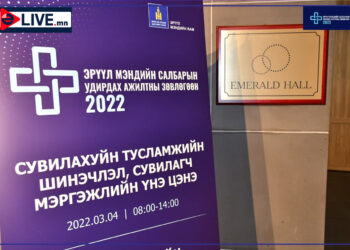 LIVE.mn
ЭРҮҮЛ
МЭНДИЙН ЯАМ
ЭРҮҮЛ МЭНДИЙН САЛБАРЫН
УДИРДАХ АЖИЛТНЫ ЗӨВЛӨГӨӨН
2022
EMERALD HALL
СУВИЛАХУЙН ТУСЛАМЖИЙН
ШИНЭЧЛЭЛ, СУВИЛАГЧ
МЭРГЭЖЛИЙН ҮНЭ ЦЭНЭ
2022.03.04 | 08:00-14:00